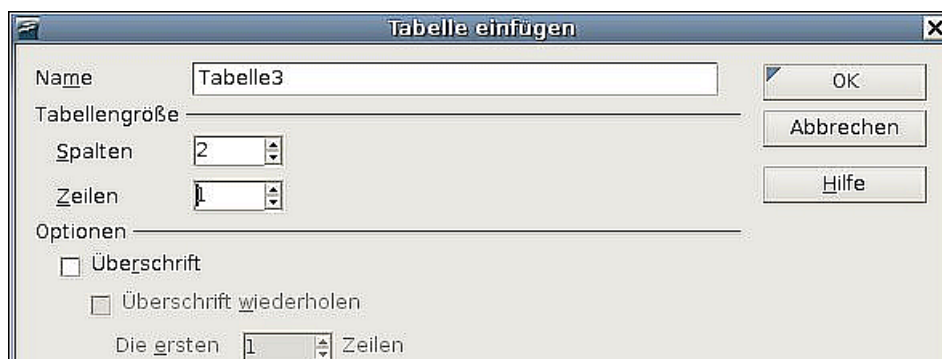 Tabelle einfügen
Name Tabelle3 OK
Tabellengröße Abbrechen
Spalten 2
Zeilen 1 Hilfe
Optionen
Überschrift
Überschrift wiederholen
Die ersten 1 Zeilen